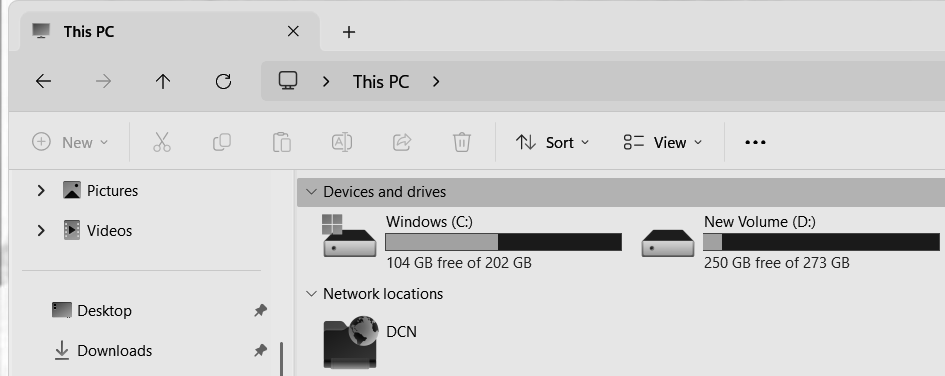 This PC
This PC
New
Sort
View
Pictures
Videos
Desktop
Downloads
Devices and drives
Windows (C:)
104 GB free of 202 GB
New Volume (D:)
250 GB free of 273 GB
Network locations
DCN